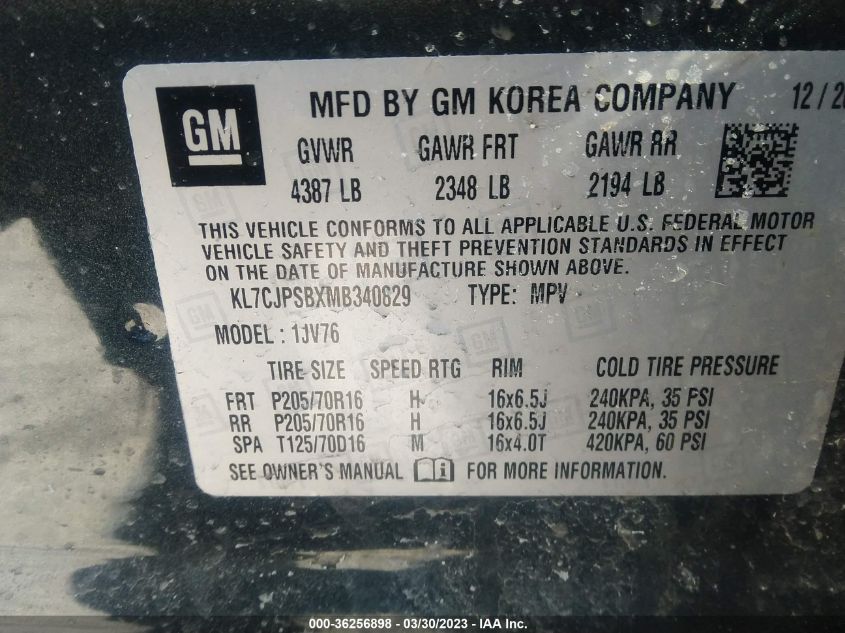 GM
MFD BY GM KOREA COMPANY 12 / 20
GVWR GAWR FRT GAWR RR
4387 LB 2348 LB 2194 LB
THIS VEHICLE CONFORMS TO ALL APPLICABLE U.S. FEDERAL MOTOR
VEHICLE SAFETY AND THEFT PREVENTION STANDARDS IN EFFECT
ON THE DATE OF MANUFACTURE SHOWN ABOVE.
KL7CJPSBXMB340829 TYPE: MPV
MODEL : 1JV76
TIRE SIZE SPEED RTG RIM COLD TIRE PRESSURE
FRT P205/70R16 H 16x6.5J 240KPA, 35 PSI
RR P205/70R16 H 16x6.5J 240KPA, 35 PSI
SPA T125/70D16 M 16x4.0T 420KPA, 60 PSI
SEE OWNER'S MANUAL FOR MORE INFORMATION.
000-36256898 - 03/30/2023 - IAA Inc.